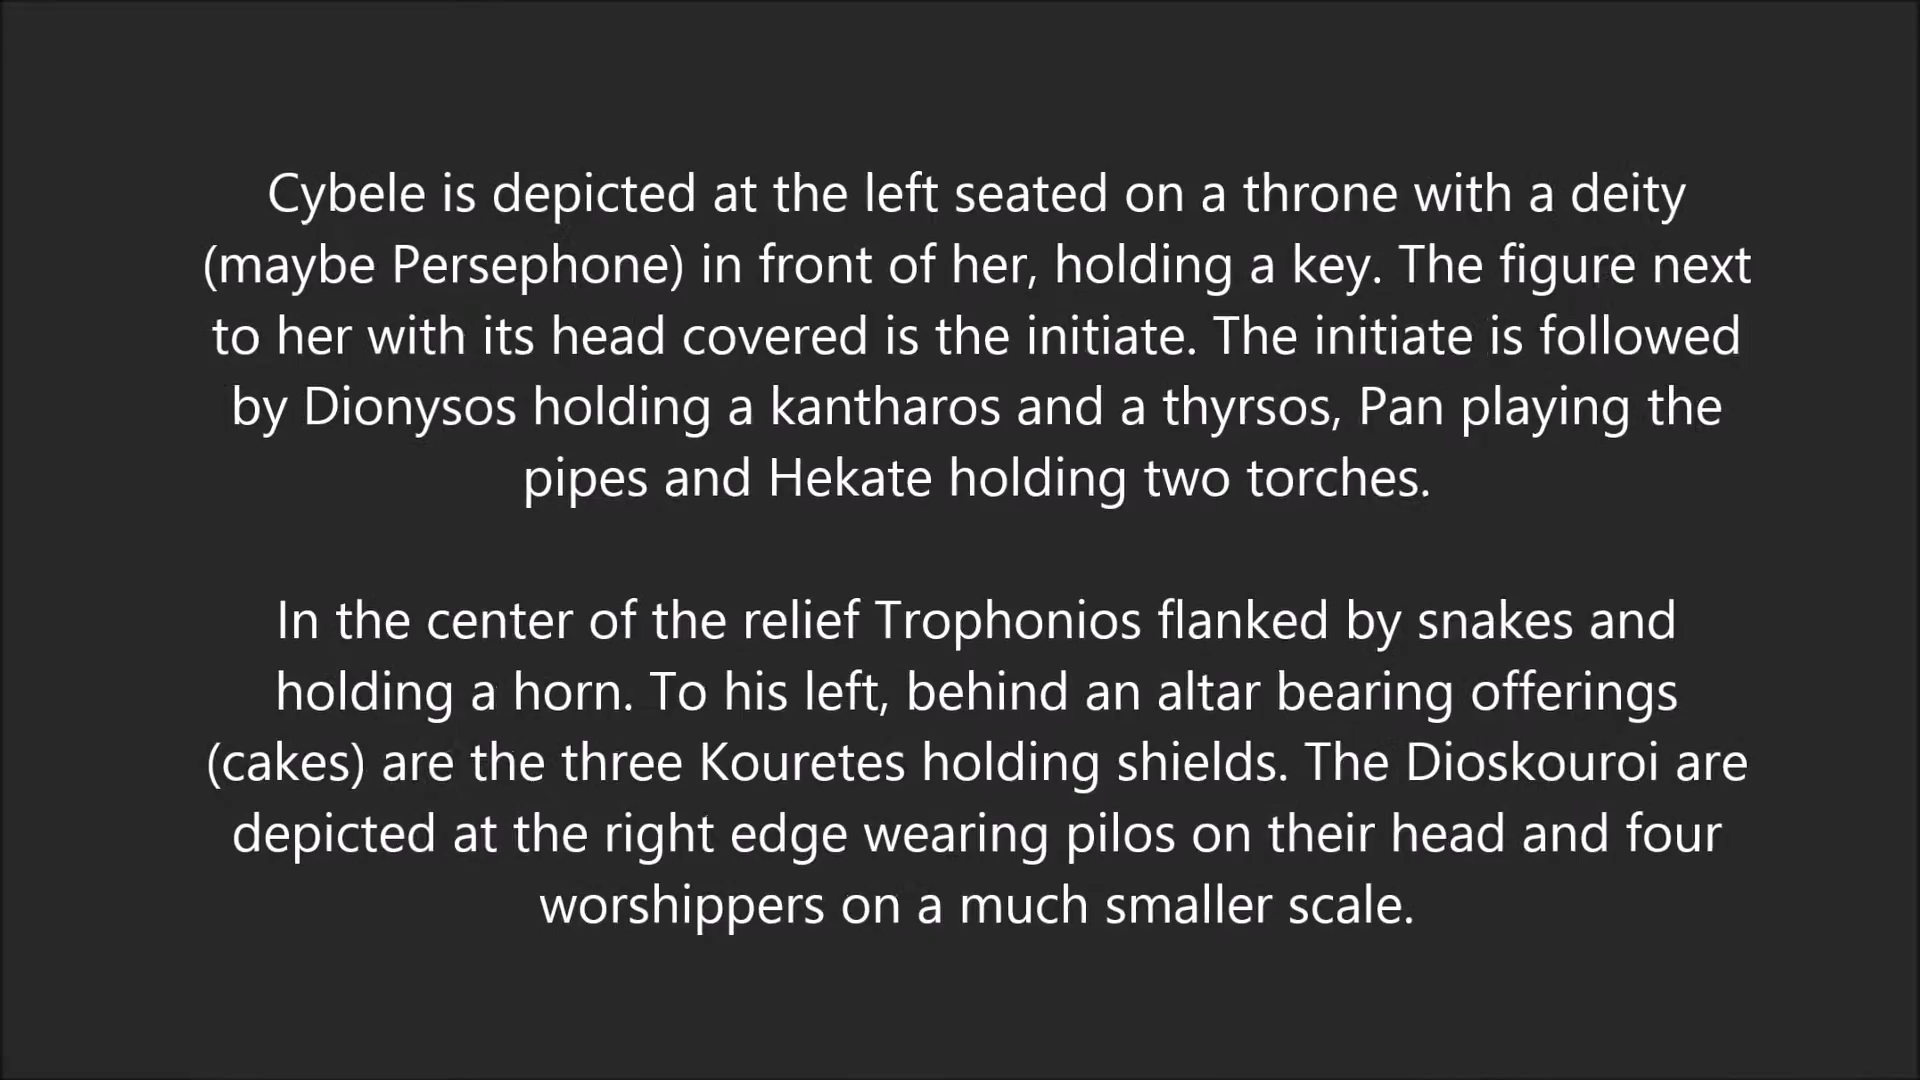 Cybele is depicted at the left seated on a throne with a deity
(maybe Persephone) in front of her, holding a key. The figure next
to her with its head covered is the initiate. The initiate is followed
by Dionysos holding a kantharos and a thyrsos, Pan playing the
pipes and Hekate holding two torches.
In the center of the relief Trophonios flanked by snakes and
holding a horn. To his left, behind an altar bearing offerings
(cakes) are the three Kouretes holding shields. The Dioskouroi are
depicted at the right edge wearing pilos on their head and four
worshippers on a much smaller scale.